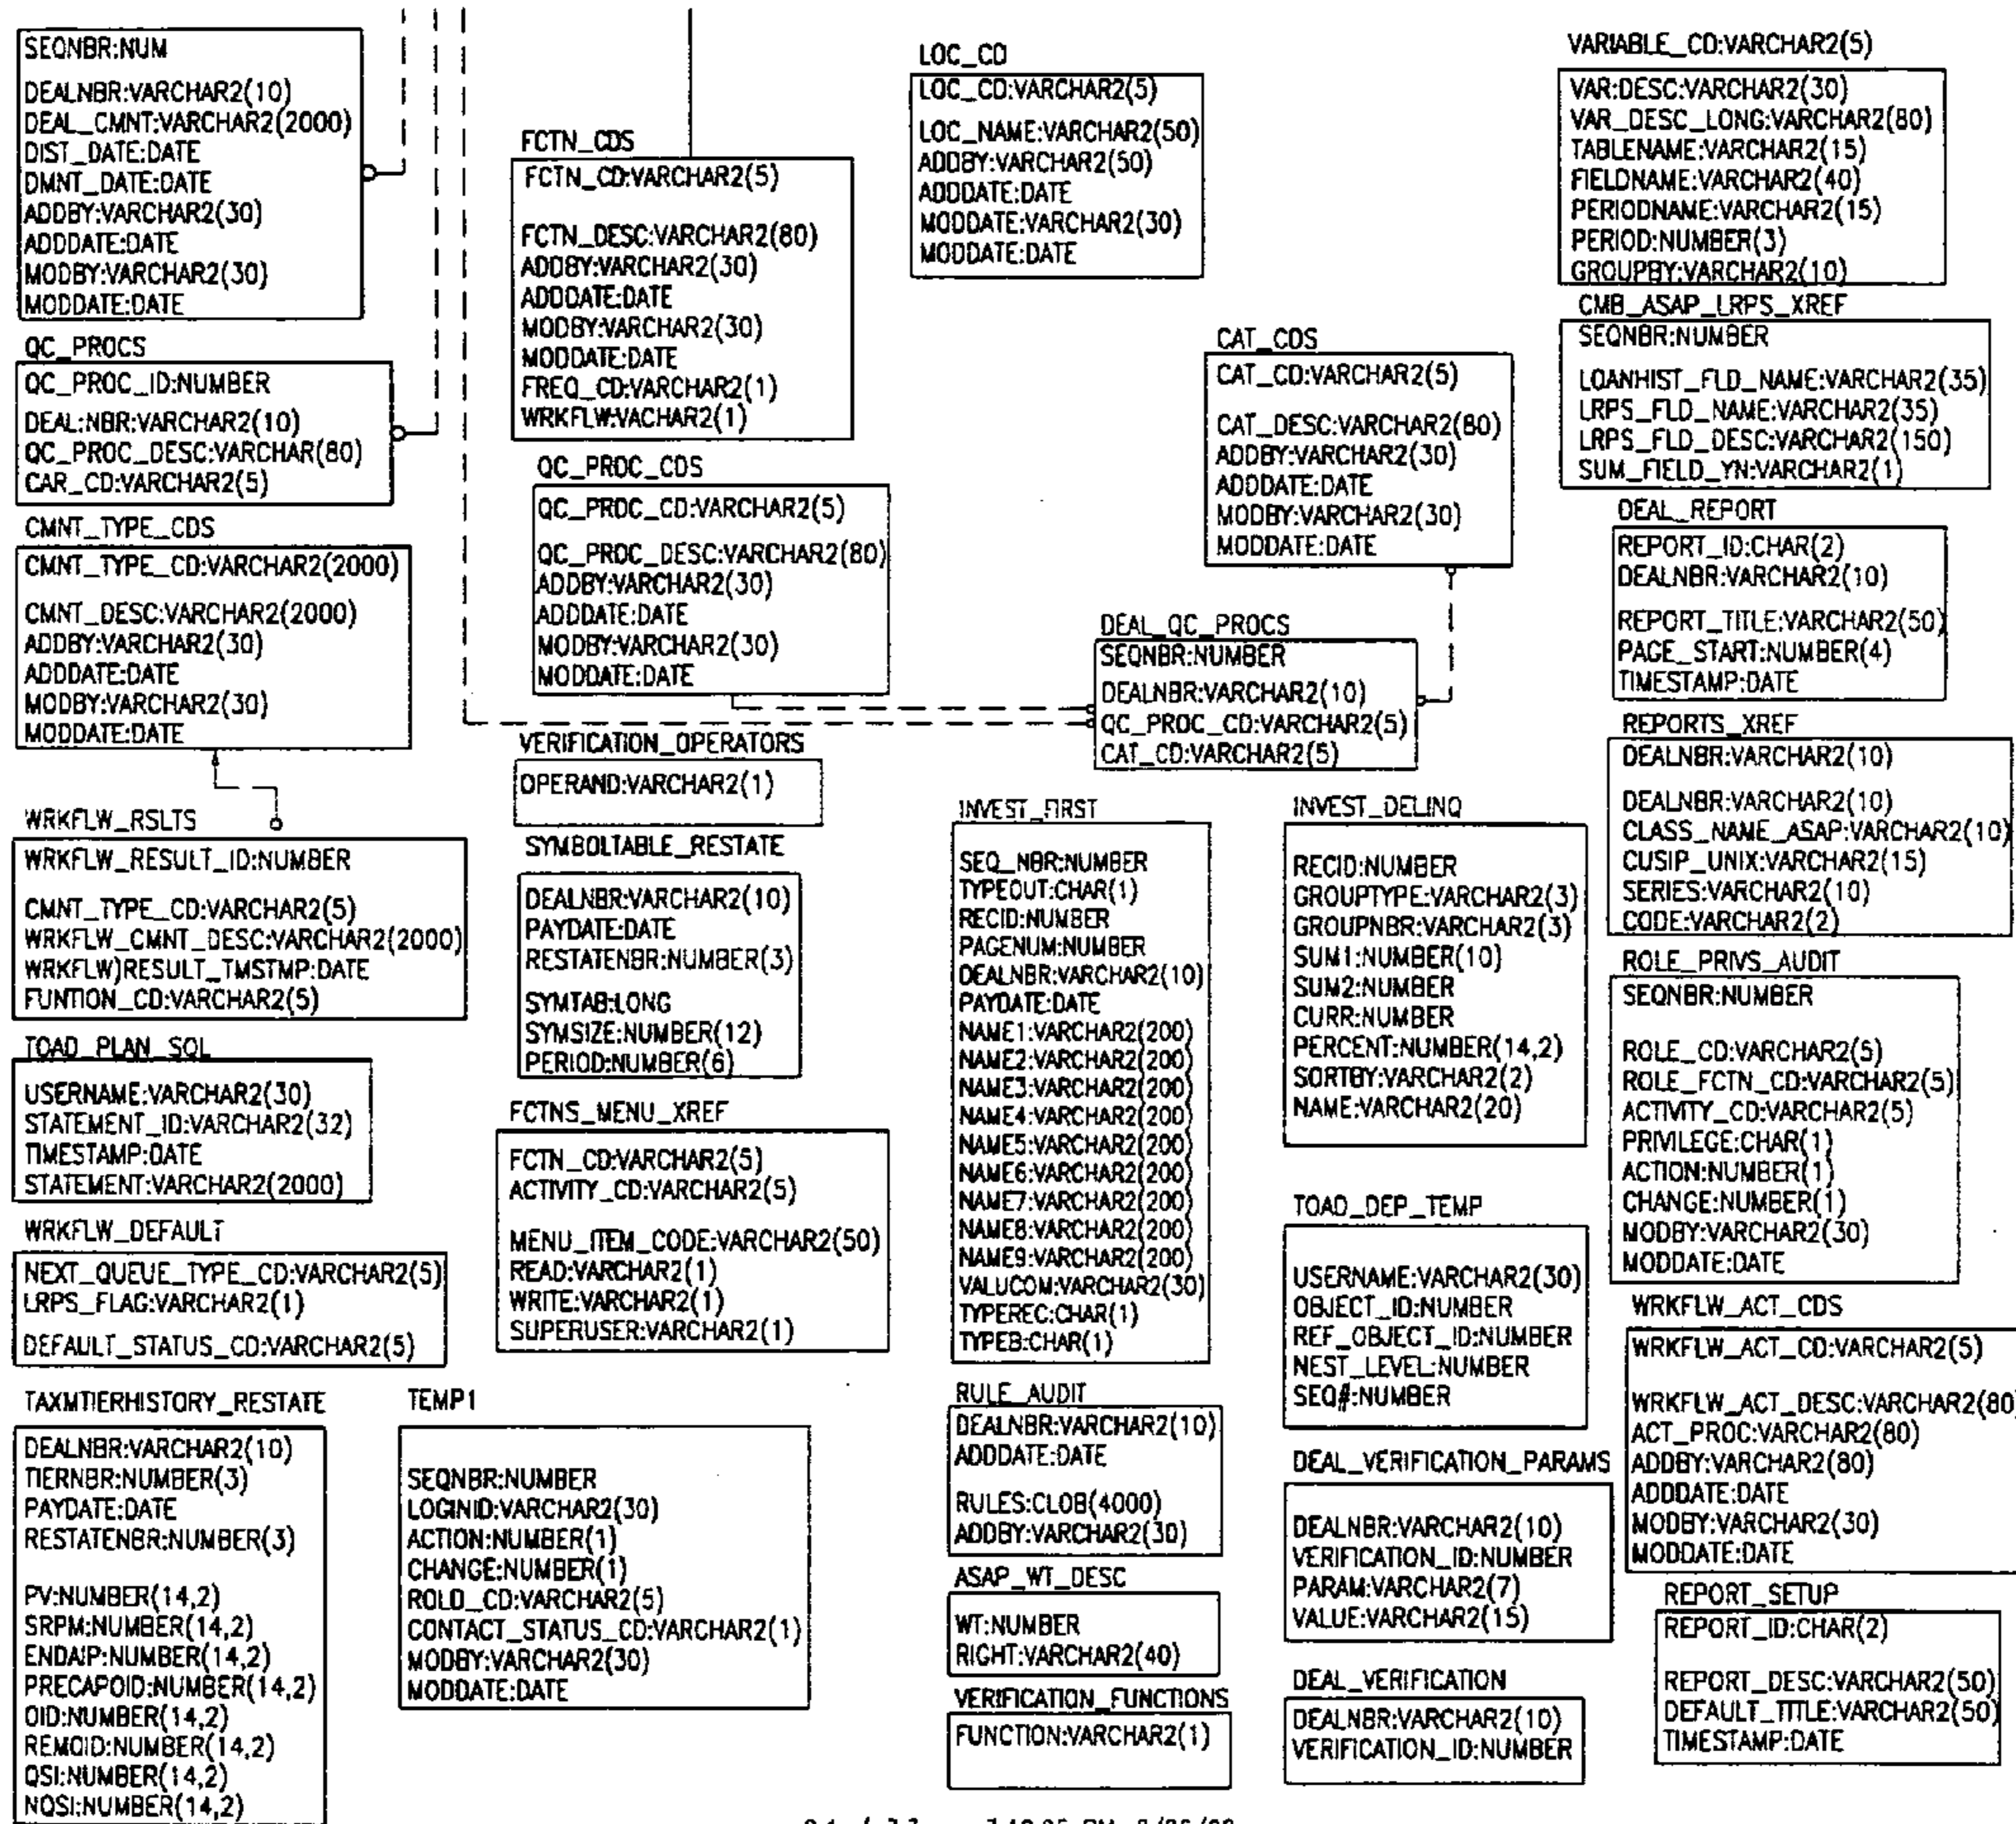 SEQNBR:NUM
DEALNBR:VARCHAR2(10)
DEAL_CMNT:VARCHAR2(2000)
DIST_DATE:DATE
DMNT_DATE:DATE
ADDBY:VARCHAR2(30)
ADDDATE:DATE
MODBY:VARCHAR2(30)
MODDATE:DATE
QC_PROCS
QC_PROC_ID:NUMBER
DEAL:NBR:VARCHAR2(10)
QC_PROC_DESC:VARCHAR(80)
CAR_CD:VARCHAR2(5)
CMNT_TYPE_CDS
CMNT_TYPE_CD:VARCHAR2(2000)
CMNT_DESC:VARCHAR2(2000)
ADDBY:VARCHAR2(30)
ADDDATE:DATE
MODBY:VARCHAR2(30)
MODDATE:DATE
WRKFLW_RSLTS
WRKFLW_RESULT_ID:NUMBER
CMNT_TYPE_CD:VARCHAR2(5)
WRKFLW_CMNT_DESC:VARCHAR2(2000)
WRKFLW)RESULT_TMSTMP:DATE
FUNTION_CD:VARCHAR2(5)
TOAD_PLAN_SQL
USERNAME:VARCHAR2(30)
STATEMENT_ID:VARCHAR2(32)
TIMESTAMP:DATE
STATEMENT:VARCHAR2(2000)
WRKFLW_DEFAULT
NEXT_QUEUE_TYPE_CD:VARCHAR2(5)
LRPS_FLAG:VARCHAR2(1)
DEFAULT_STATUS_CD:VARCHAR2(5)
TAXMTIERHISTORY_RESTATE
DEALNBR:VARCHAR2(10)
TIERNBR:NUMBER(3)
PAYDATE:DATE
RESTATENBR:NUMBER(3)
PV:NUMBER(14,2)
SRPM:NUMBER(14,2)
ENDAIP:NUMBER(14,2)
PRECAPOID:NUMBER(14,2)
OID:NUMBER(14,2)
REMOID:NUMBER(14,2)
QSI:NUMBER(14,2)
NQSI:NUMBER(14,2)
FCTN_CDS
FCTN_CD:VARCHAR2(5)
FCTN_DESC:VARCHAR2(80)
ADDBY:VARCHAR2(30)
ADDDATE:DATE
MODBY:VARCHAR2(30)
MODDATE:DATE
FREQ_CD:VARCHAR2(1)
WRKFLW:VACHAR2(1)
QC_PROC_CDS
QC_PROC_CD:VARCHAR2(5)
QC_PROC_DESC:VARCHAR2(80)
ADDBY:VARCHAR2(30)
ADDDATE:DATE
MODBY:VARCHAR2(30)
MODDATE:DATE
VERIFICATION_OPERATORS
OPERAND:VARCHAR2(1)
SYMBOLTABLE_RESTATE
DEALNBR:VARCHAR2(10)
PAYDATE:DATE
RESTATENBR:NUMBER(3)
SYMTAB:LONG
SYMSIZE:NUMBER(12)
PERIOD:NUMBER(6)
FCTNS_MENU_XREF
FCTN_CD:VARCHAR2(5)
ACTIVITY_CD:VARCHAR2(5)
MENU_ITEM_CODE:VARCHAR2(50)
READ:VARCHAR2(1)
WRITE:VARCHAR2(1)
SUPERUSER:VARCHAR2(1)
TEMP1
SEQNBR:NUMBER
LOGINID:VARCHAR2(30)
ACTION:NUMBER(1)
CHANGE:NUMBER(1)
ROLD_CD:VARCHAR2(5)
CONTACT_STATUS_CD:VARCHAR2(1)
MODBY:VARCHAR2(30)
MODDATE:DATE
LOC_CD
LOC_CD:VARCHAR2(5)
LOC_NAME:VARCHAR2(50)
ADDBY:VARCHAR2(50)
ADDDATE:DATE
MODDATE:VARCHAR2(30)
MODDATE:DATE
CAT_CDS
CAT_CD:VARCHAR2(5)
CAT_DESC:VARCHAR2(80)
ADDBY:VARCHAR2(30)
ADDDATE:DATE
MODBY:VARCHAR2(30)
MODDATE:DATE
DEAL_QC_PROCS
SEQNBR:NUMBER
DEALNBR:VARCHAR2(10)
QC_PROC_CD:VARCHAR2(5)
CAT_CD:VARCHAR2(5)
INVEST_FIRST
SEQ_NBR:NUMBER
TYPEOUT:CHAR(1)
RECID:NUMBER
PAGENUM:NUMBER
DEALNBR:VARCHAR2(10)
PAYDATE:DATE
NAME1:VARCHAR2(200)
NAME2:VARCHAR2(200)
NAME3:VARCHAR2(200)
NAME4:VARCHAR2(200)
NAME5:VARCHAR2(200)
NAME6:VARCHAR2(200)
NAME7:VARCHAR2(200)
NAME8:VARCHAR2(200)
NAME9:VARCHAR2(200)
VALUCOM:VARCHAR2(30)
TYPEREC:CHAR(1)
TYPEB:CHAR(1)
RULE_AUDIT
DEALNBR:VARCHAR2(10)
ADDDATE:DATE
RULES:CLOB(4000)
ADDBY:VARCHAR2(30)
ASAP_WT_DESC
WT:NUMBER
RIGHT:VARCHAR2(40)
VERIFICATION_FUNCTIONS
FUNCTION:VARCHAR2(1)
INVEST_DELINQ
RECID:NUMBER
GROUPTYPE:VARCHAR2(3)
GROUPNBR:VARCHAR2(3)
SUM1:NUMBER(10)
SUM2:NUMBER
CURR:NUMBER
PERCENT:NUMBER(14,2)
SORTBY:VARCHAR2(2)
NAME:VARCHAR2(20)
TOAD_DEP_TEMP
USERNAME:VARCHAR2(30)
OBJECT_ID:NUMBER
REF_OBJECT_ID:NUMBER
NEST_LEVEL:NUMBER
SEQ#:NUMBER
DEAL_VERIFICATION_PARAMS
DEALNBR:VARCHAR2(10)
VERIFICATION_ID:NUMBER
PARAM:VARCHAR2(7)
VALUE:VARCHAR2(15)
DEAL_VERIFICATION
DEALNBR:VARCHAR2(10)
VERIFICATION_ID:NUMBER
VARIABLE_CD:VARCHAR2(5)
VAR:DESC:VARCHAR2(30)
VAR_DESC_LONG:VARCHAR2(80)
TABLENAME:VARCHAR2(15)
FIELDNAME:VARCHAR2(40)
PERIODNAME:VARCHAR2(15)
PERIOD:NUMBER(3)
GROUPBY:VARCHAR2(10)
CMB_ASAP_LRPS_XREF
SEQNBR:NUMBER
LOANHIST_FLD_NAME:VARCHAR2(35)
LRPS_FLD_NAME:VARCHAR2(35)
LRPS_FLD_DESC:VARCHAR2(150)
SUM_FIELD_YN:VARCHAR2(1)
DEAL_REPORT
REPORT_ID:CHAR(2)
DEALNBR:VARCHAR2(10)
REPORT_TITLE:VARCHAR2(50)
PAGE_START:NUMBER(4)
TIMESTAMP:DATE
REPORTS_XREF
DEALNBR:VARCHAR2(10)
DEALNBR:VARCHAR2(10)
CLASS_NAME_ASAP:VARCHAR2(10)
CUSIP_UNIX:VARCHAR2(15)
SERIES:VARCHAR2(10)
CODE:VARCHAR2(2)
ROLE_PRIVS_AUDIT
SEQNBR:NUMBER
ROLE_CD:VARCHAR2(5)
ROLE_FCTN_CD:VARCHAR2(5)
ACTIVITY_CD:VARCHAR2(5)
PRIVILEGE:CHAR(1)
ACTION:NUMBER(1)
CHANGE:NUMBER(1)
MODBY:VARCHAR2(30)
MODDATE:DATE
WRKFLW_ACT_CDS
WRKFLW_ACT_CD:VARCHAR2(5)
WRKFLW_ACT_DESC:VARCHAR2(80)
ACT_PROC:VARCHAR2(80)
ADDBY:VARCHAR2(80)
ADDDATE:DATE
MODBY:VARCHAR2(30)
MODDATE:DATE
REPORT_SETUP
REPORT_ID:CHAR(2)
REPORT_DESC:VARCHAR2(50)
DEFAULT_TITLE:VARCHAR2(50)
TIMESTAMP:DATE